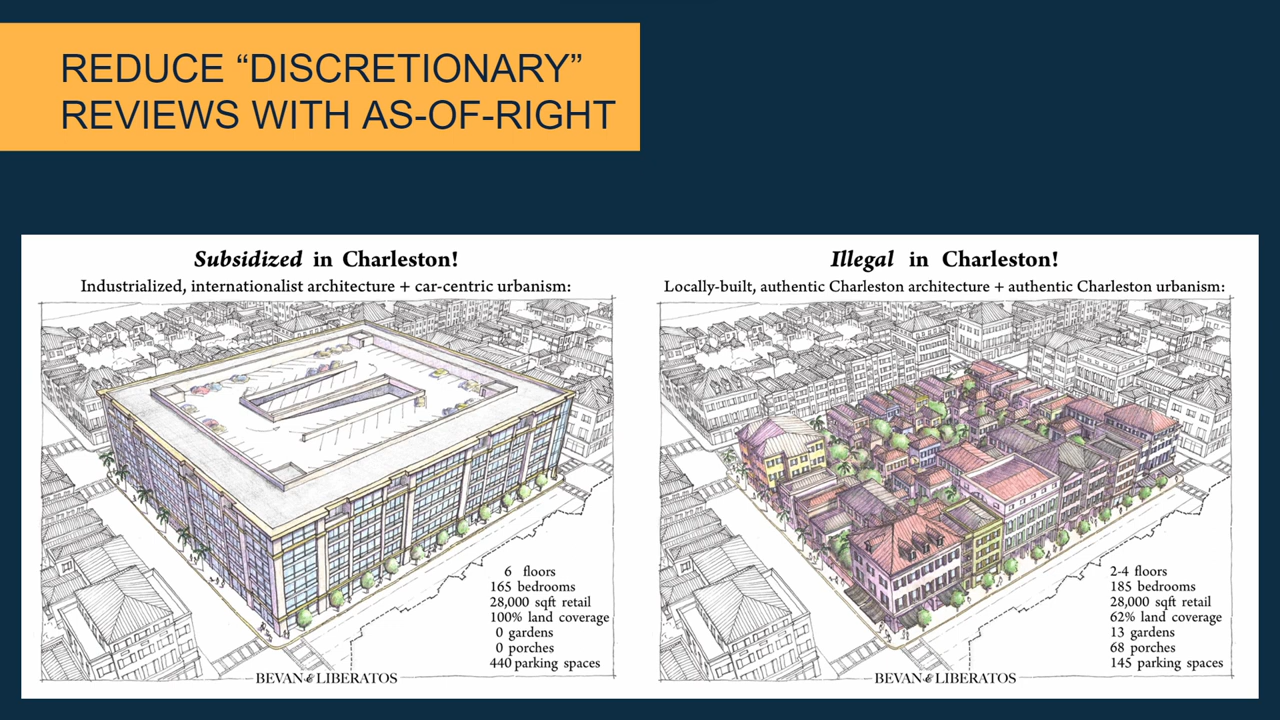 REDUCE “DISCRETIONARY”
REVIEWS WITH AS-OF-RIGHT
Subsidized in Charleston!
Industrialized, internationalist architecture + car-centric urbanism:
6 floors
165 bedrooms
28,000 sqft retail
100% land coverage
0 gardens
0 porches
440 parking spaces
BEVAN & LIBERATOS
Illegal in Charleston!
Locally-built, authentic Charleston architecture + authentic Charleston urbanism:
2-4 floors
185 bedrooms
28,000 sqft retail
62% land coverage
13 gardens
68 porches
145 parking spaces
BEVAN & LIBERATOS